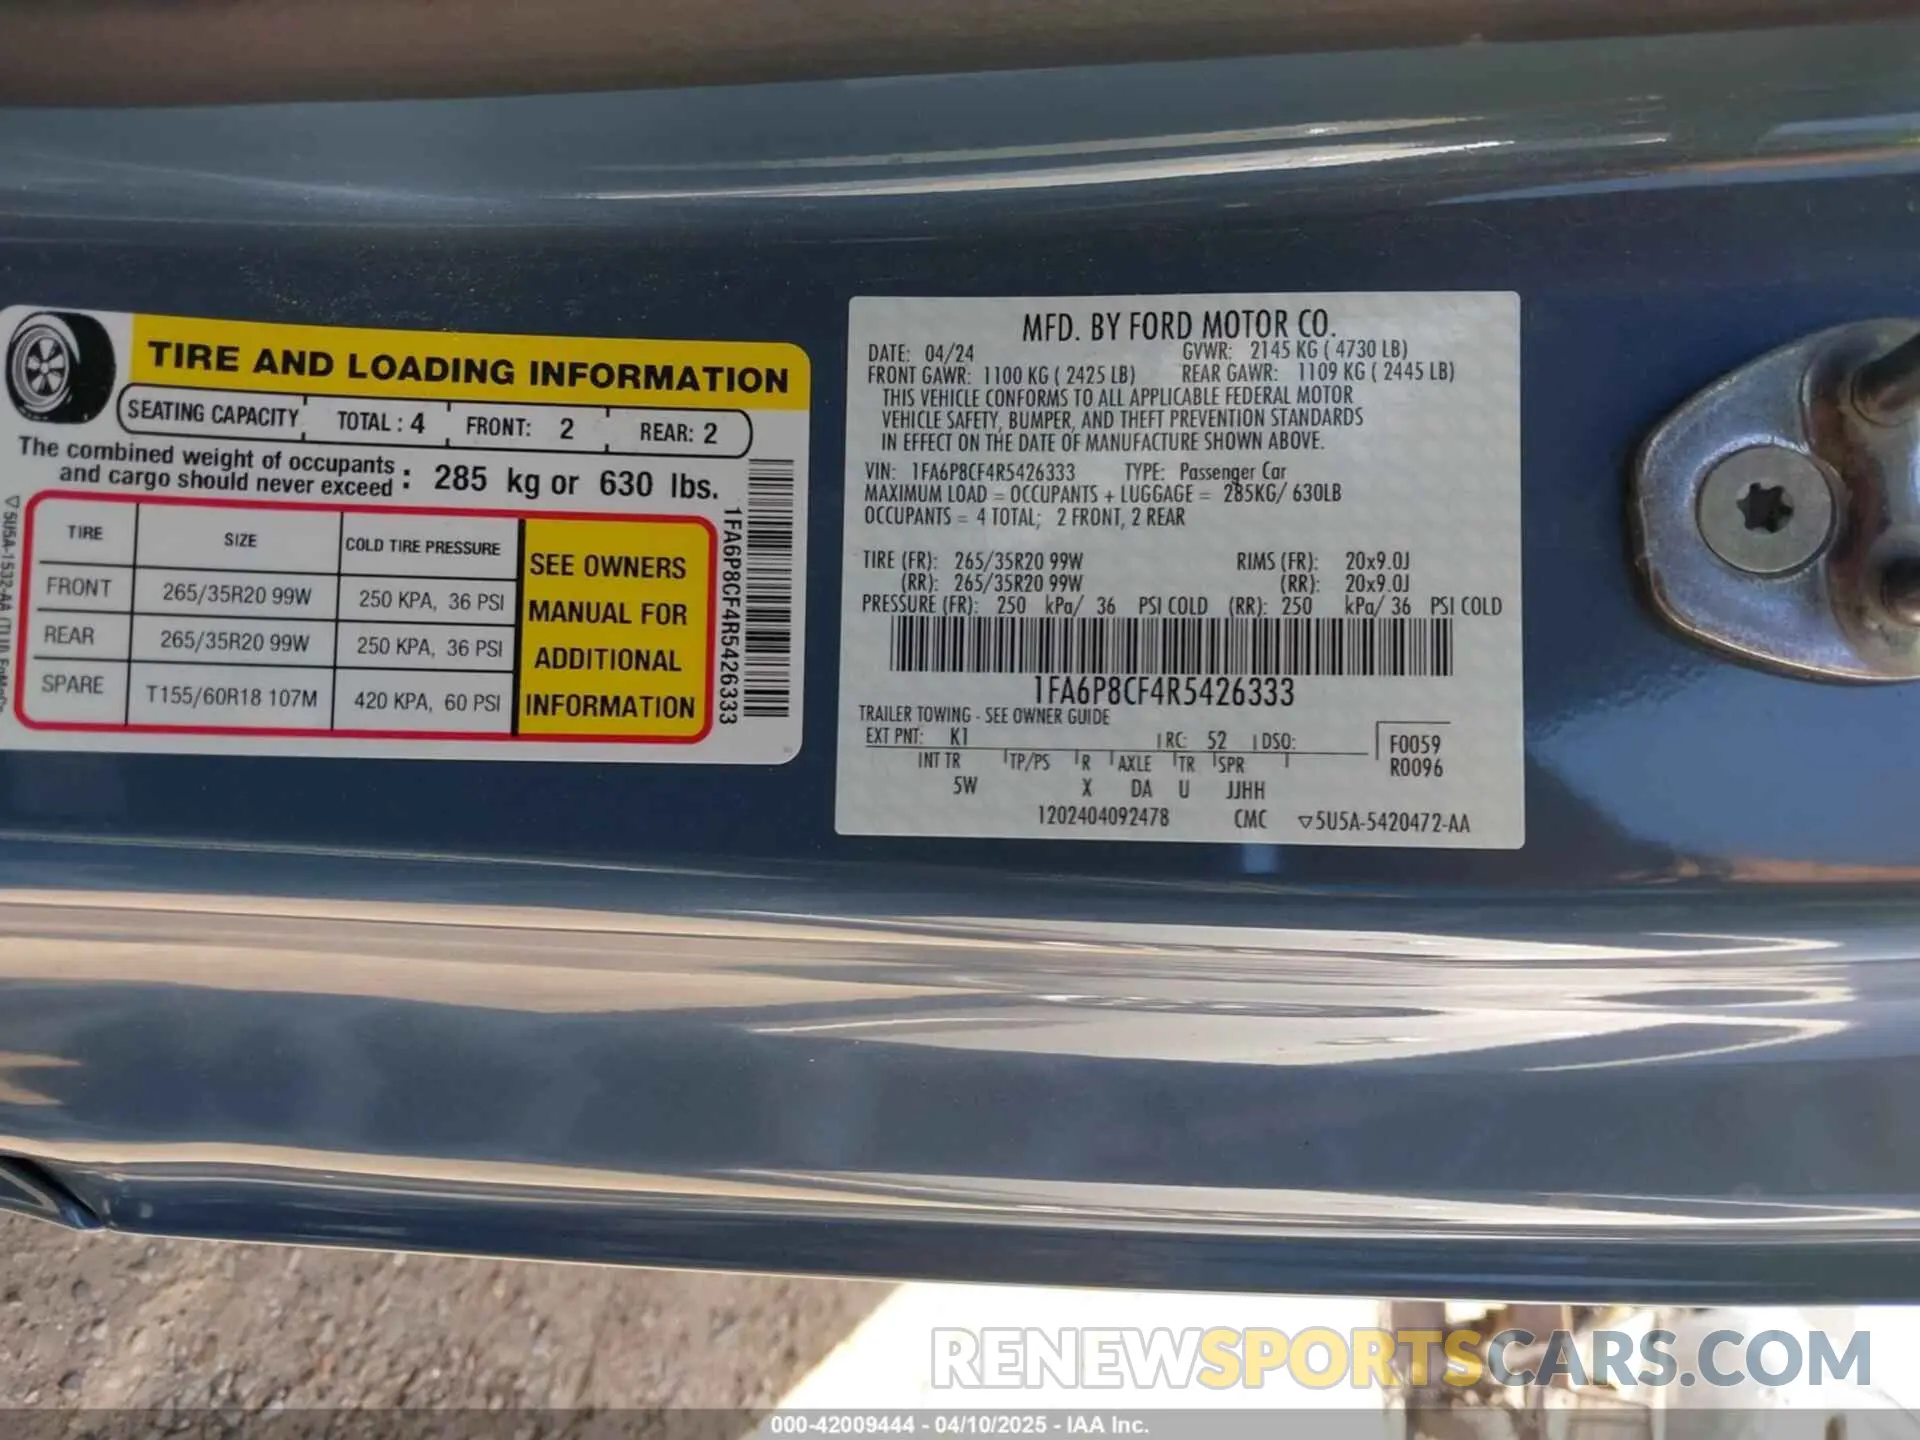 TIRE AND LOADING INFORMATION
SEATING CAPACITY TOTAL : 4 FRONT: 2 REAR: 2
The combined weight of occupants
and cargo should never exceed : 285 kg or 630 lbs.
TIRE SIZE COLD TIRE PRESSURE
FRONT 265/35R20 99W 250 KPA, 36 PSI
REAR 265/35R20 99W 250 KPA, 36 PSI
SPARE T155/60R18 107M 420 KPA, 60 PSI
SEE OWNERS
MANUAL FOR
ADDITIONAL
INFORMATION
1FA6P8CF4R5426333
5U5A-1532-AA
MFD. BY FORD MOTOR CO.
DATE: 04/24 GVWR: 2145 KG ( 4730 LB)
FRONT GAWR: 1100 KG ( 2425 LB) REAR GAWR: 1109 KG ( 2445 LB)
THIS VEHICLE CONFORMS TO ALL APPLICABLE FEDERAL MOTOR
VEHICLE SAFETY, BUMPER, AND THEFT PREVENTION STANDARDS
IN EFFECT ON THE DATE OF MANUFACTURE SHOWN ABOVE.
VIN: 1FA6P8CF4R5426333 TYPE: Passenger Car
MAXIMUM LOAD = OCCUPANTS + LUGGAGE = 285KG/ 630LB
OCCUPANTS = 4 TOTAL; 2 FRONT, 2 REAR
TIRE (FR): 265/35R20 99W RIMS (FR): 20x9.0J
(RR): 265/35R20 99W (RR): 20x9.0J
PRESSURE (FR): 250 kPa/ 36 PSI COLD (RR): 250 kPa/ 36 PSI COLD
1FA6P8CF4R5426333
TRAILER TOWING - SEE OWNER GUIDE
EXT PNT: K1 RC: 52 DSO: F0059
INT TR TP/PS R AXLE TR SPR R0096
5W X DA U JJHH
1202404092478 CMC ▽5U5A-5420472-AA
RENEWSPORTSCARS.COM
000-42009444 - 04/10/2025 - IAA Inc.